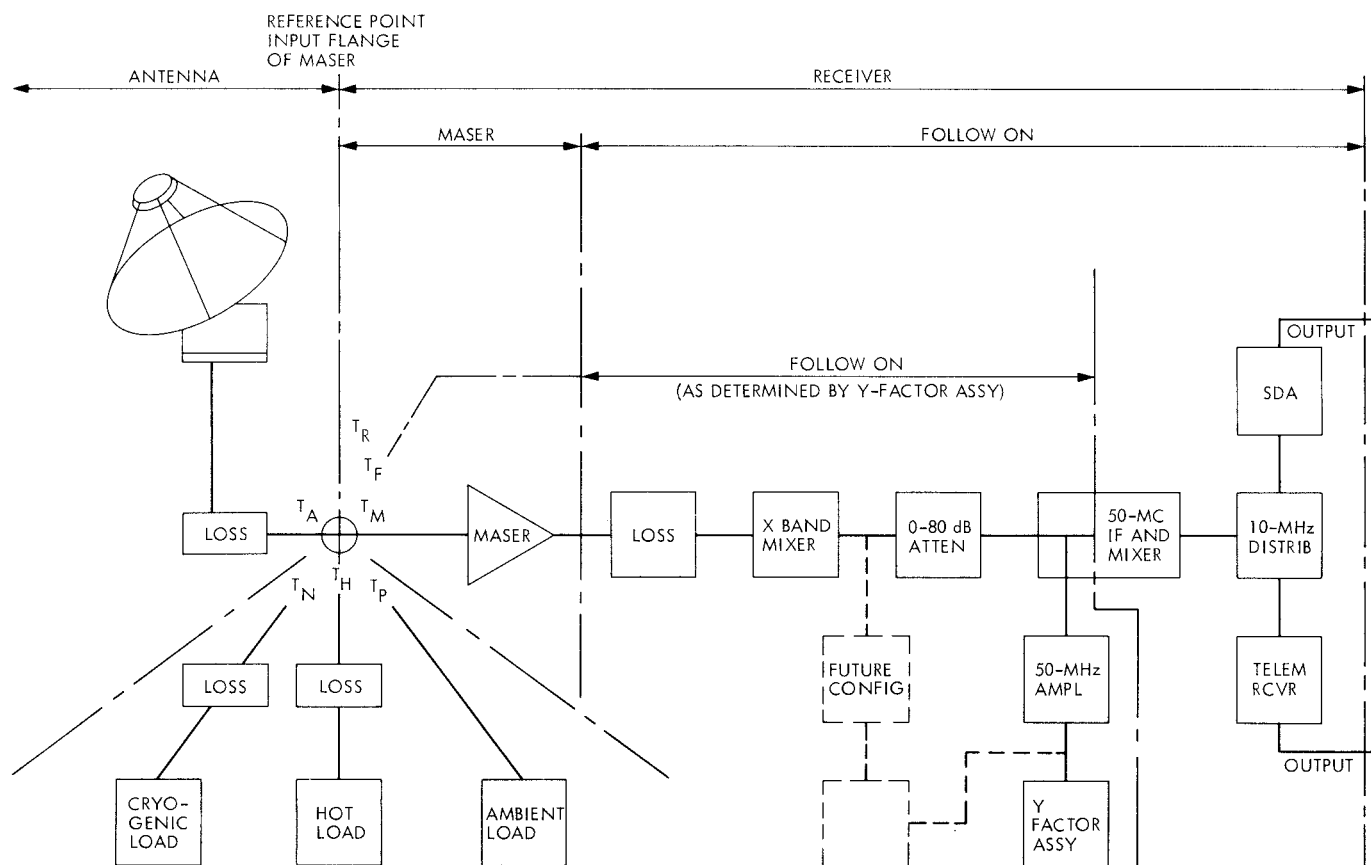 REFERENCE POINT
INPUT FLANGE
OF MASER
ANTENNA
RECEIVER
MASER
FOLLOW ON
FOLLOW ON
(AS DETERMINED BY Y-FACTOR ASSY)
OUTPUT
SDA
T_R
T_F
T_A
T_M
LOSS
MASER
LOSS
X BAND
MIXER
0-80 dB
ATTEN
50-MC
IF AND
MIXER
10-MHz
DISTRIB
T_N
T_H
T_P
LOSS
LOSS
FUTURE
CONFIG
50-MHz
AMPL
TELEM
RCVR
OUTPUT
CRYO-
GENIC
LOAD
HOT
LOAD
AMBIENT
LOAD
Y
FACTOR
ASSY